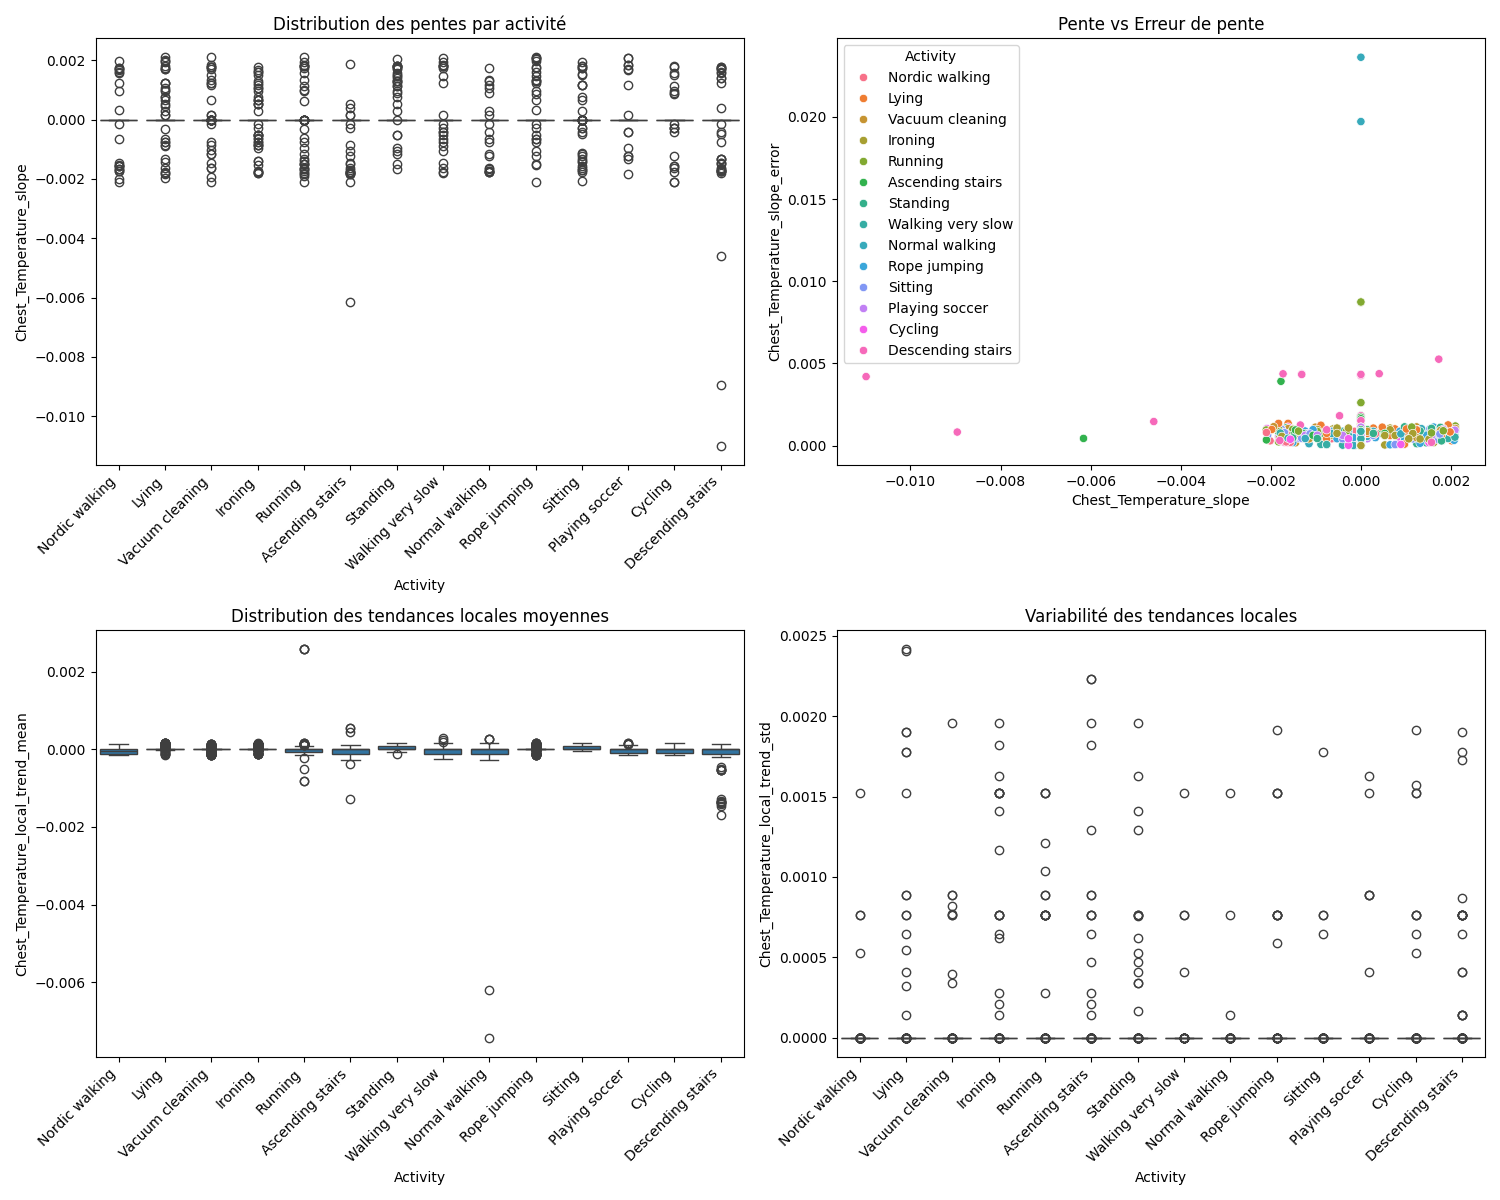 Distribution des pentes par activité
Chest_Temperature_slope
0.002
0.000
−0.002
−0.004
−0.006
−0.008
−0.010
Nordic walking
Lying
Vacuum cleaning
Ironing
Running
Ascending stairs
Standing
Walking very slow
Normal walking
Rope jumping
Sitting
Playing soccer
Cycling
Descending stairs
Activity
Pente vs Erreur de pente
Chest_Temperature_slope_error
0.020
0.015
0.010
0.005
0.000
Activity
Nordic walking
Lying
Vacuum cleaning
Ironing
Running
Ascending stairs
Standing
Walking very slow
Normal walking
Rope jumping
Sitting
Playing soccer
Cycling
Descending stairs
−0.010
−0.008
−0.006
−0.004
−0.002
0.000
0.002
Chest_Temperature_slope
Distribution des tendances locales moyennes
Chest_Temperature_local_trend_mean
0.002
0.000
−0.002
−0.004
−0.006
Nordic walking
Lying
Vacuum cleaning
Ironing
Running
Ascending stairs
Standing
Walking very slow
Normal walking
Rope jumping
Sitting
Playing soccer
Cycling
Descending stairs
Activity
Variabilité des tendances locales
Chest_Temperature_local_trend_std
0.0025
0.0020
0.0015
0.0010
0.0005
0.0000
Nordic walking
Lying
Vacuum cleaning
Ironing
Running
Ascending stairs
Standing
Walking very slow
Normal walking
Rope jumping
Sitting
Playing soccer
Cycling
Descending stairs
Activity